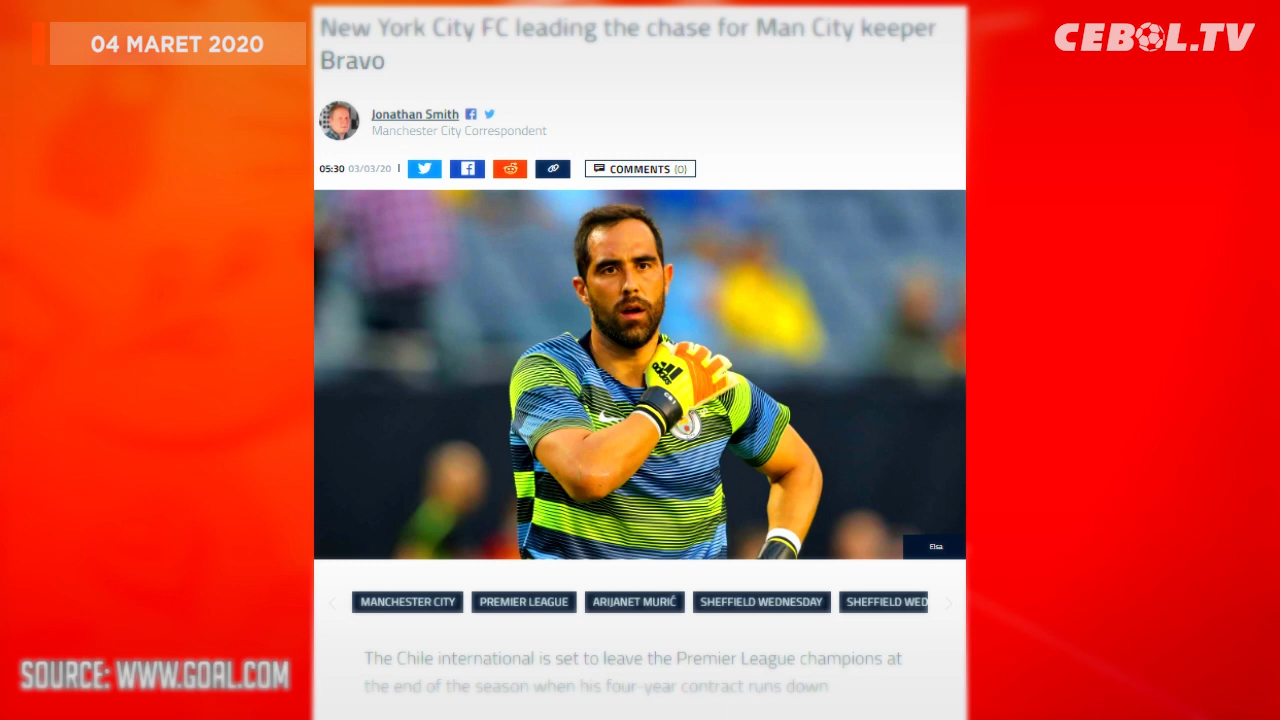 04 MARET 2020
CEBOL.TV
New York City FC leading the chase for Man City keeper
Bravo
Jonathan Smith
Manchester City Correspondent
05:30 03/03/20
COMMENTS (0)
adidas
CB1
Elsa
MANCHESTER CITY PREMIER LEAGUE ARIJANET MURIĆ SHEFFIELD WEDNESDAY SHEFFIELD WED
The Chile international is set to leave the Premier League champions at
the end of the season when his four-year contract runs down
SOURCE: WWW.GOAL.COM